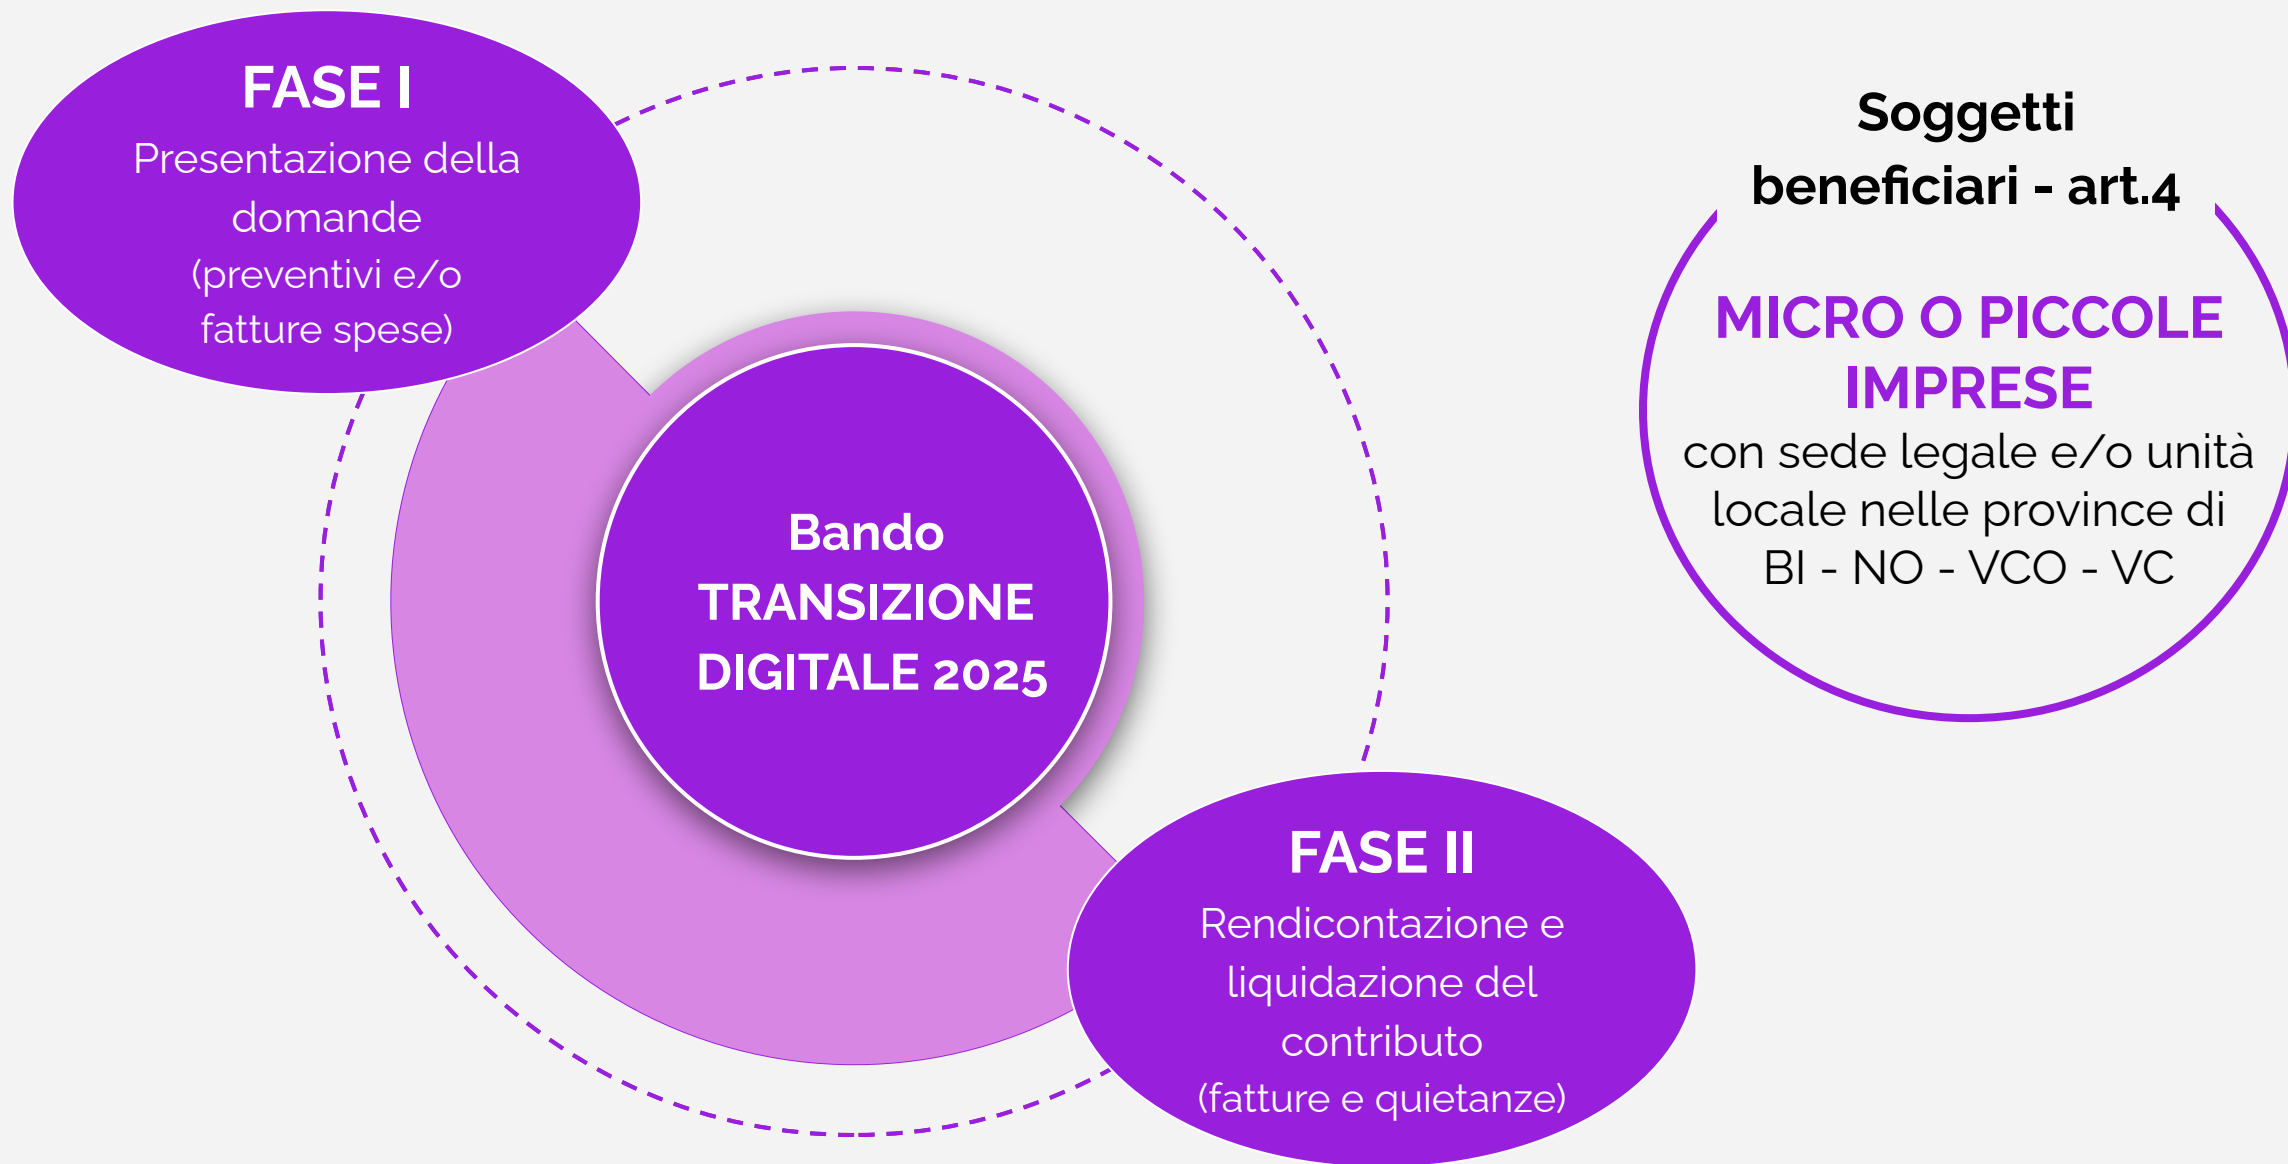 FASE I
Presentazione della
domande
(preventivi e/o
fatture spese)
Bando
TRANSIZIONE
DIGITALE 2025
FASE II
Rendicontazione e
liquidazione del
contributo
(fatture e quietanze)
Soggetti
beneficiari - art.4
MICRO O PICCOLE
IMPRESE
con sede legale e/o unità
locale nelle province di
BI - NO - VCO - VC